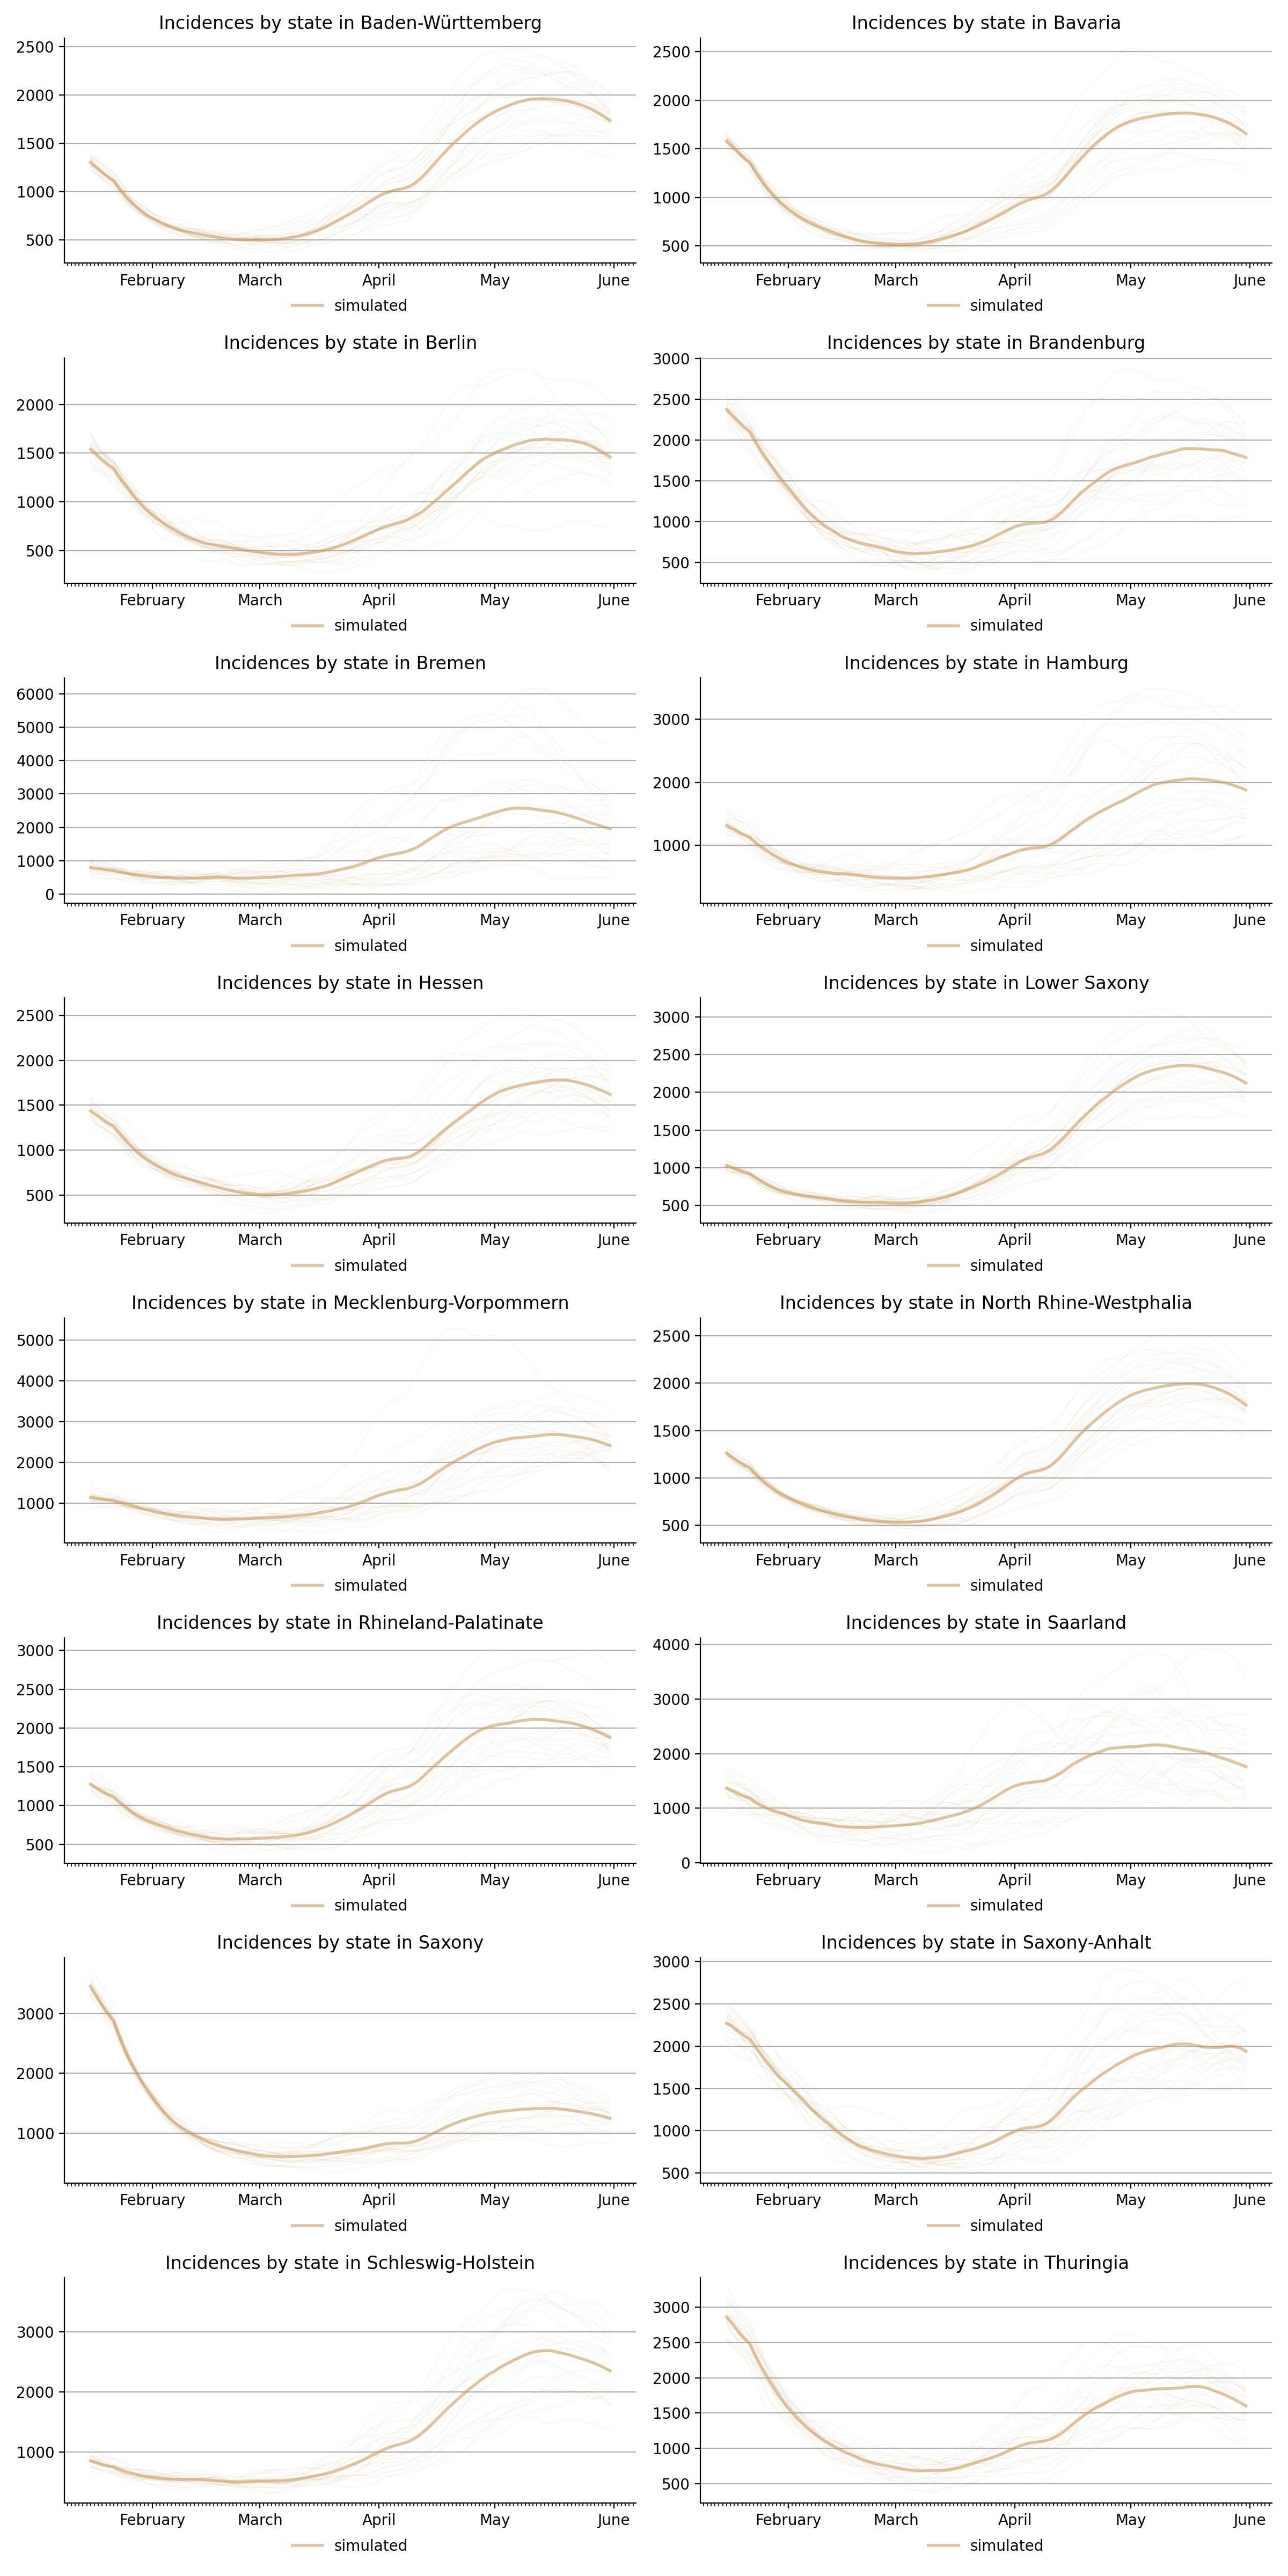 Incidences by state in Baden-Württemberg
2500
2000
1500
1000
500
February March April May June
simulated
Incidences by state in Bavaria
2500
2000
1500
1000
500
February March April May June
simulated
Incidences by state in Berlin
2000
1500
1000
500
February March April May June
simulated
Incidences by state in Brandenburg
3000
2500
2000
1500
1000
500
February March April May June
simulated
Incidences by state in Bremen
6000
5000
4000
3000
2000
1000
0
February March April May June
simulated
Incidences by state in Hamburg
3000
2000
1000
February March April May June
simulated
Incidences by state in Hessen
2500
2000
1500
1000
500
February March April May June
simulated
Incidences by state in Lower Saxony
3000
2500
2000
1500
1000
500
February March April May June
simulated
Incidences by state in Mecklenburg-Vorpommern
5000
4000
3000
2000
1000
February March April May June
simulated
Incidences by state in North Rhine-Westphalia
2500
2000
1500
1000
500
February March April May June
simulated
Incidences by state in Rhineland-Palatinate
3000
2500
2000
1500
1000
500
February March April May June
simulated
Incidences by state in Saarland
4000
3000
2000
1000
0
February March April May June
simulated
Incidences by state in Saxony
3000
2000
1000
February March April May June
simulated
Incidences by state in Saxony-Anhalt
3000
2500
2000
1500
1000
500
February March April May June
simulated
Incidences by state in Schleswig-Holstein
3000
2000
1000
February March April May June
simulated
Incidences by state in Thuringia
3000
2500
2000
1500
1000
500
February March April May June
simulated